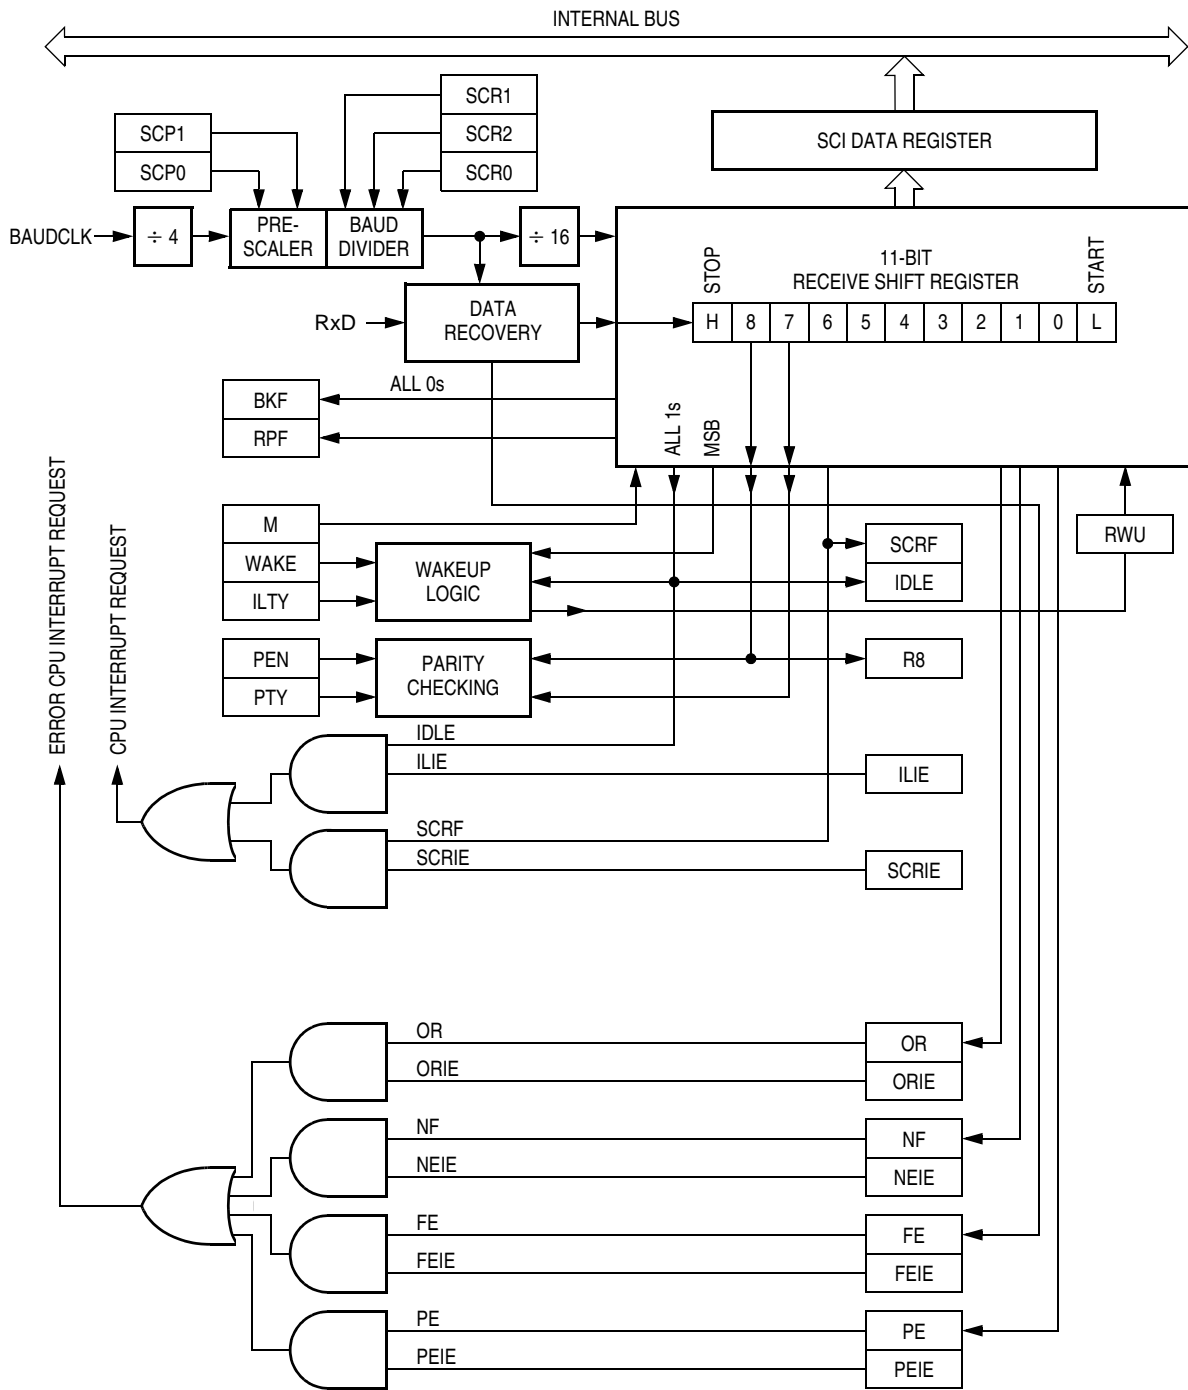 INTERNAL BUS
SCR1
SCR2
SCR0
SCP1
SCP0
SCI DATA REGISTER
BAUDCLK
÷ 4
PRE-
SCALER
BAUD
DIVIDER
÷ 16
STOP
11-BIT
RECEIVE SHIFT REGISTER
START
RxD
DATA
RECOVERY
H 8 7 6 5 4 3 2 1 0 L
ALL 0s
BKF
RPF
ALL 1s
MSB
M
WAKE
ILTY
WAKEUP
LOGIC
SCRF
IDLE
RWU
PEN
PTY
PARITY
CHECKING
R8
ERROR CPU INTERRUPT REQUEST
CPU INTERRUPT REQUEST
IDLE
ILIE
ILIE
SCRF
SCRIE
SCRIE
OR
OR
ORIE
ORIE
NF
NF
NEIE
NEIE
FE
FE
FEIE
FEIE
PE
PE
PEIE
PEIE